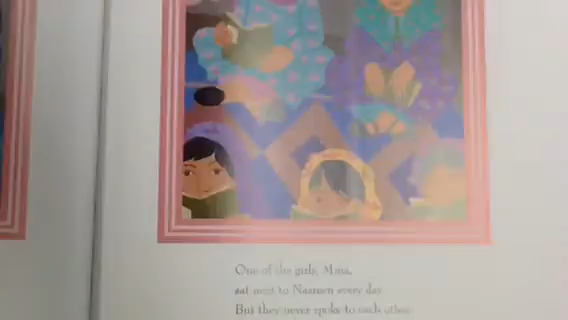 One of the girls, Mina,
sat next to Nasreen every day.
But they never spoke to each other.